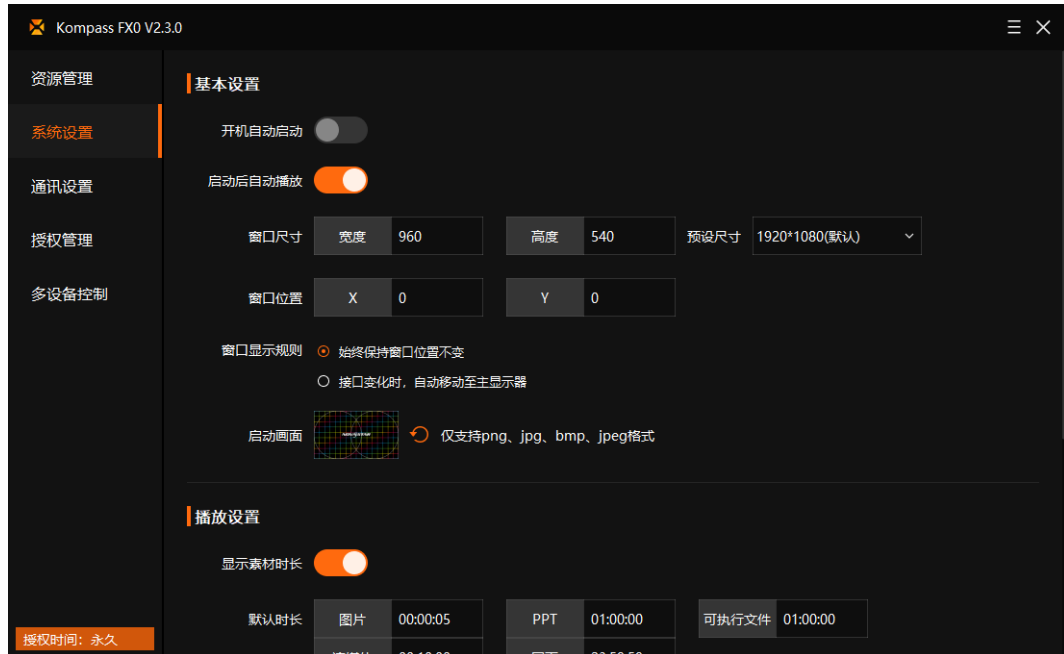 Kompass FX0 V2.3.0
资源管理
系统设置
通讯设置
授权管理
多设备控制
授权时间：永久
基本设置
开机自动启动
启动后自动播放
窗口尺寸 宽度 960 高度 540 预设尺寸 1920*1080(默认)
窗口位置 X 0 Y 0
窗口显示规则 始终保持窗口位置不变
接口变化时，自动移动至主显示器
启动画面 仅支持png、jpg、bmp、jpeg格式
播放设置
显示素材时长
默认时长 图片 00:00:05 PPT 01:00:00 可执行文件 01:00:00